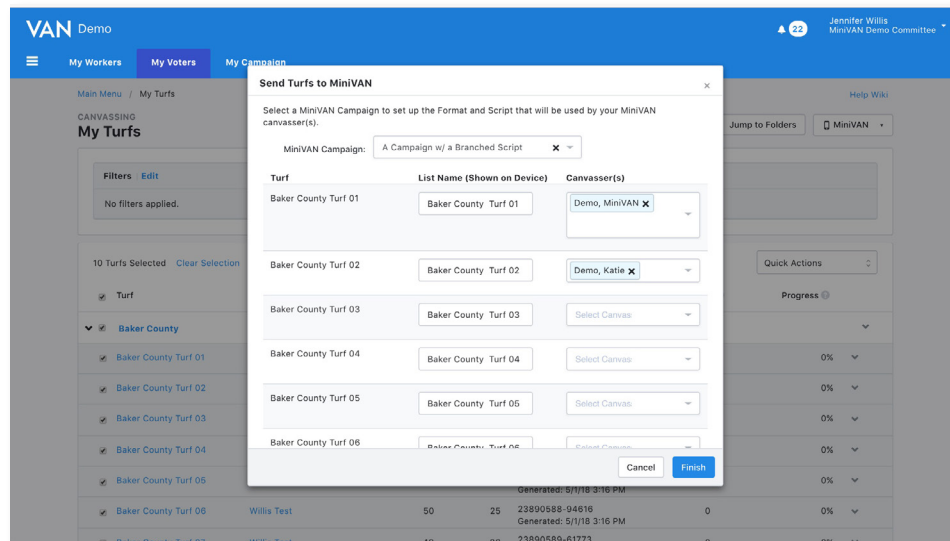 VAN Demo
22
Jennifer Willis
MiniVAN Demo Committee
My Workers My Voters My Campaign
Main Menu / My Turfs
Help Wiki
CANVASSING
My Turfs
Jump to Folders
MiniVAN
Filters Edit
No filters applied.
10 Turfs Selected Clear Selection
Quick Actions
Turf
Progress
Baker County
Baker County Turf 01
0%
Baker County Turf 02
0%
Baker County Turf 03
0%
Baker County Turf 04
0%
Baker County Turf 05
0%
Generated: 5/1/18 3:16 PM
Baker County Turf 06 Willis Test 50 25 23890588-94616 0 0%
Generated: 5/1/18 3:16 PM
23890589-61773
Send Turfs to MiniVAN
×
Select a MiniVAN Campaign to set up the Format and Script that will be used by your MiniVAN
canvasser(s).
MiniVAN Campaign: A Campaign w/ a Branched Script
Turf List Name (Shown on Device) Canvasser(s)
Baker County Turf 01 Baker County Turf 01 Demo, MiniVAN
Baker County Turf 02 Baker County Turf 02 Demo, Katie
Baker County Turf 03 Baker County Turf 03 Select Canvas
Baker County Turf 04 Baker County Turf 04 Select Canvas
Baker County Turf 05 Baker County Turf 05 Select Canvas
Baker County Turf 06 Baker County Turf 06 Select Canvas
Cancel Finish